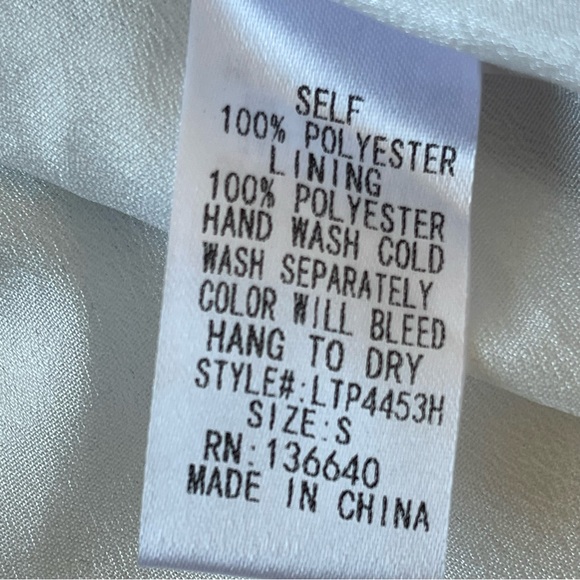 SELF
100% POLYESTER
LINING
100% POLYESTER
HAND WASH COLD
WASH SEPARATELY
COLOR WILL BLEED
HANG TO DRY
STYLE#:LTP4453H
SIZE:S
RN:136640
MADE IN CHINA